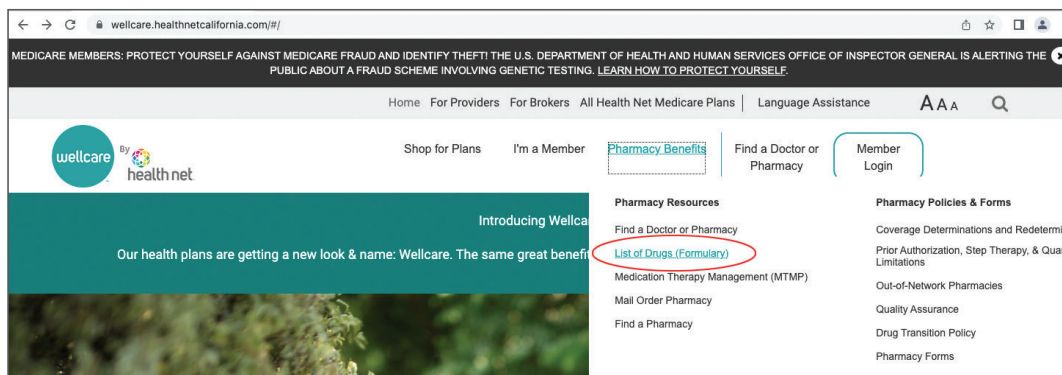 wellcare.healthnetcalifornia.com/#/
MEDICARE MEMBERS: PROTECT YOURSELF AGAINST MEDICARE FRAUD AND IDENTIFY THEFT! THE U.S. DEPARTMENT OF HEALTH AND HUMAN SERVICES OFFICE OF INSPECTOR GENERAL IS ALERTING THE
PUBLIC ABOUT A FRAUD SCHEME INVOLVING GENETIC TESTING. LEARN HOW TO PROTECT YOURSELF.
Home For Providers For Brokers All Health Net Medicare Plans Language Assistance A A A
wellcare By health net
Shop for Plans I'm a Member Pharmacy Benefits Find a Doctor or Pharmacy Member Login
Pharmacy Resources
Find a Doctor or Pharmacy
List of Drugs (Formulary)
Medication Therapy Management (MTMP)
Mail Order Pharmacy
Find a Pharmacy
Pharmacy Policies & Forms
Coverage Determinations and
Prior Authorization, Step Therapy, &
Limitations
Out-of-Network Pharmacies
Quality Assurance
Drug Transition Policy
Pharmacy Forms
Introducing
Our health plans are getting a new look & name: Wellcare. The same great